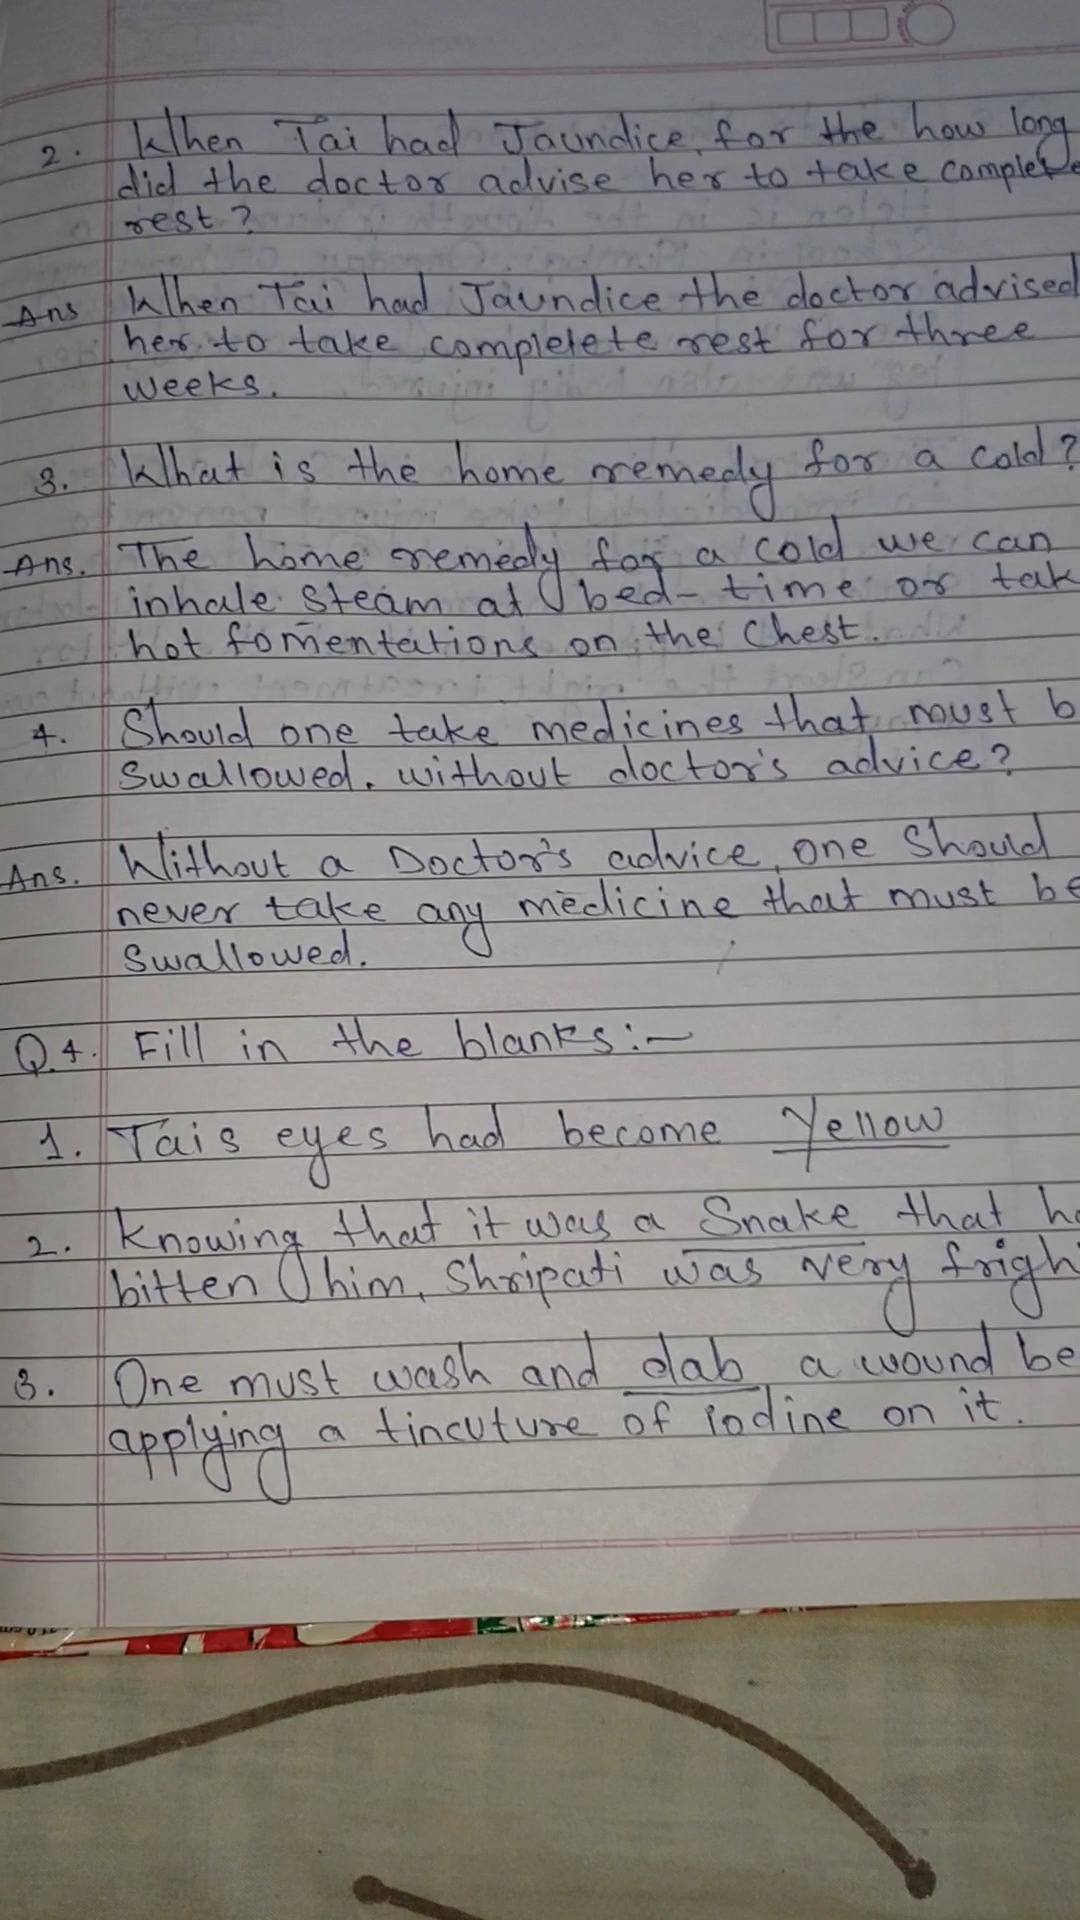 2. When Tai had Jaundice, for the how long
did the doctor advise her to take complete
rest?
Ans When Tai had Jaundice the doctor advised
her to take complelete rest for three
weeks.
3. What is the home remedy for a cold?
Ans. The home remedy for a cold we can
inhale steam at bed-time or tak
hot fomentations on the Chest.
4. Should one take medicines that must b
Swallowed, without doctor's advice?
Ans. Without a Doctor's advice, one Should
never take any medicine that must be
Swallowed.
Q.4. Fill in the blanks:-
1. Tais eyes had become Yellow
2. Knowing that it was a Snake that ha
bitten him, Shripati was very frigh
3. One must wash and dab a wound be
applying a tincuture of iodine on it.